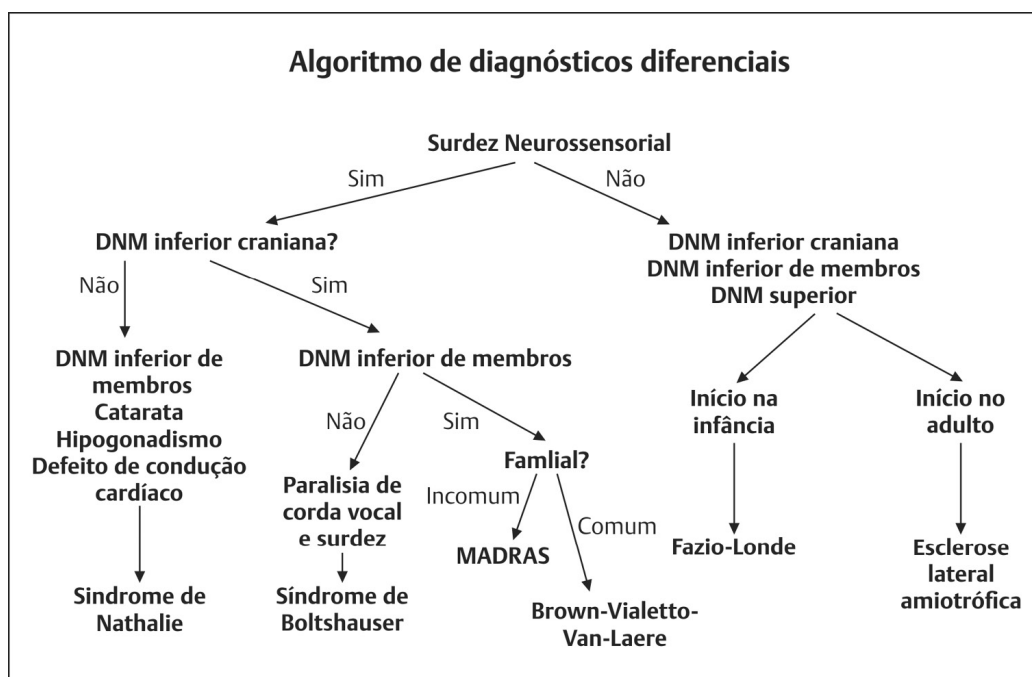 Algoritmo de diagnósticos diferenciais
Surdez Neurossensorial
Sim
Não
DNM inferior craniana?
Não
Sim
DNM inferior de
membros
Catarata
Hipogonadismo
Defeito de condução
cardíaco
Sindrome de
Nathalie
DNM inferior de membros
Não
Sim
Paralisia de
corda vocal
e surdez
Síndrome de
Boltshauser
Famlial?
Incomum
Comum
MADRAS
Brown-Vialetto-
Van-Laere
DNM inferior craniana
DNM inferior de membros
DNM superior
Início na
infância
Fazio-Londe
Início no
adulto
Esclerose
lateral
amiotrófica